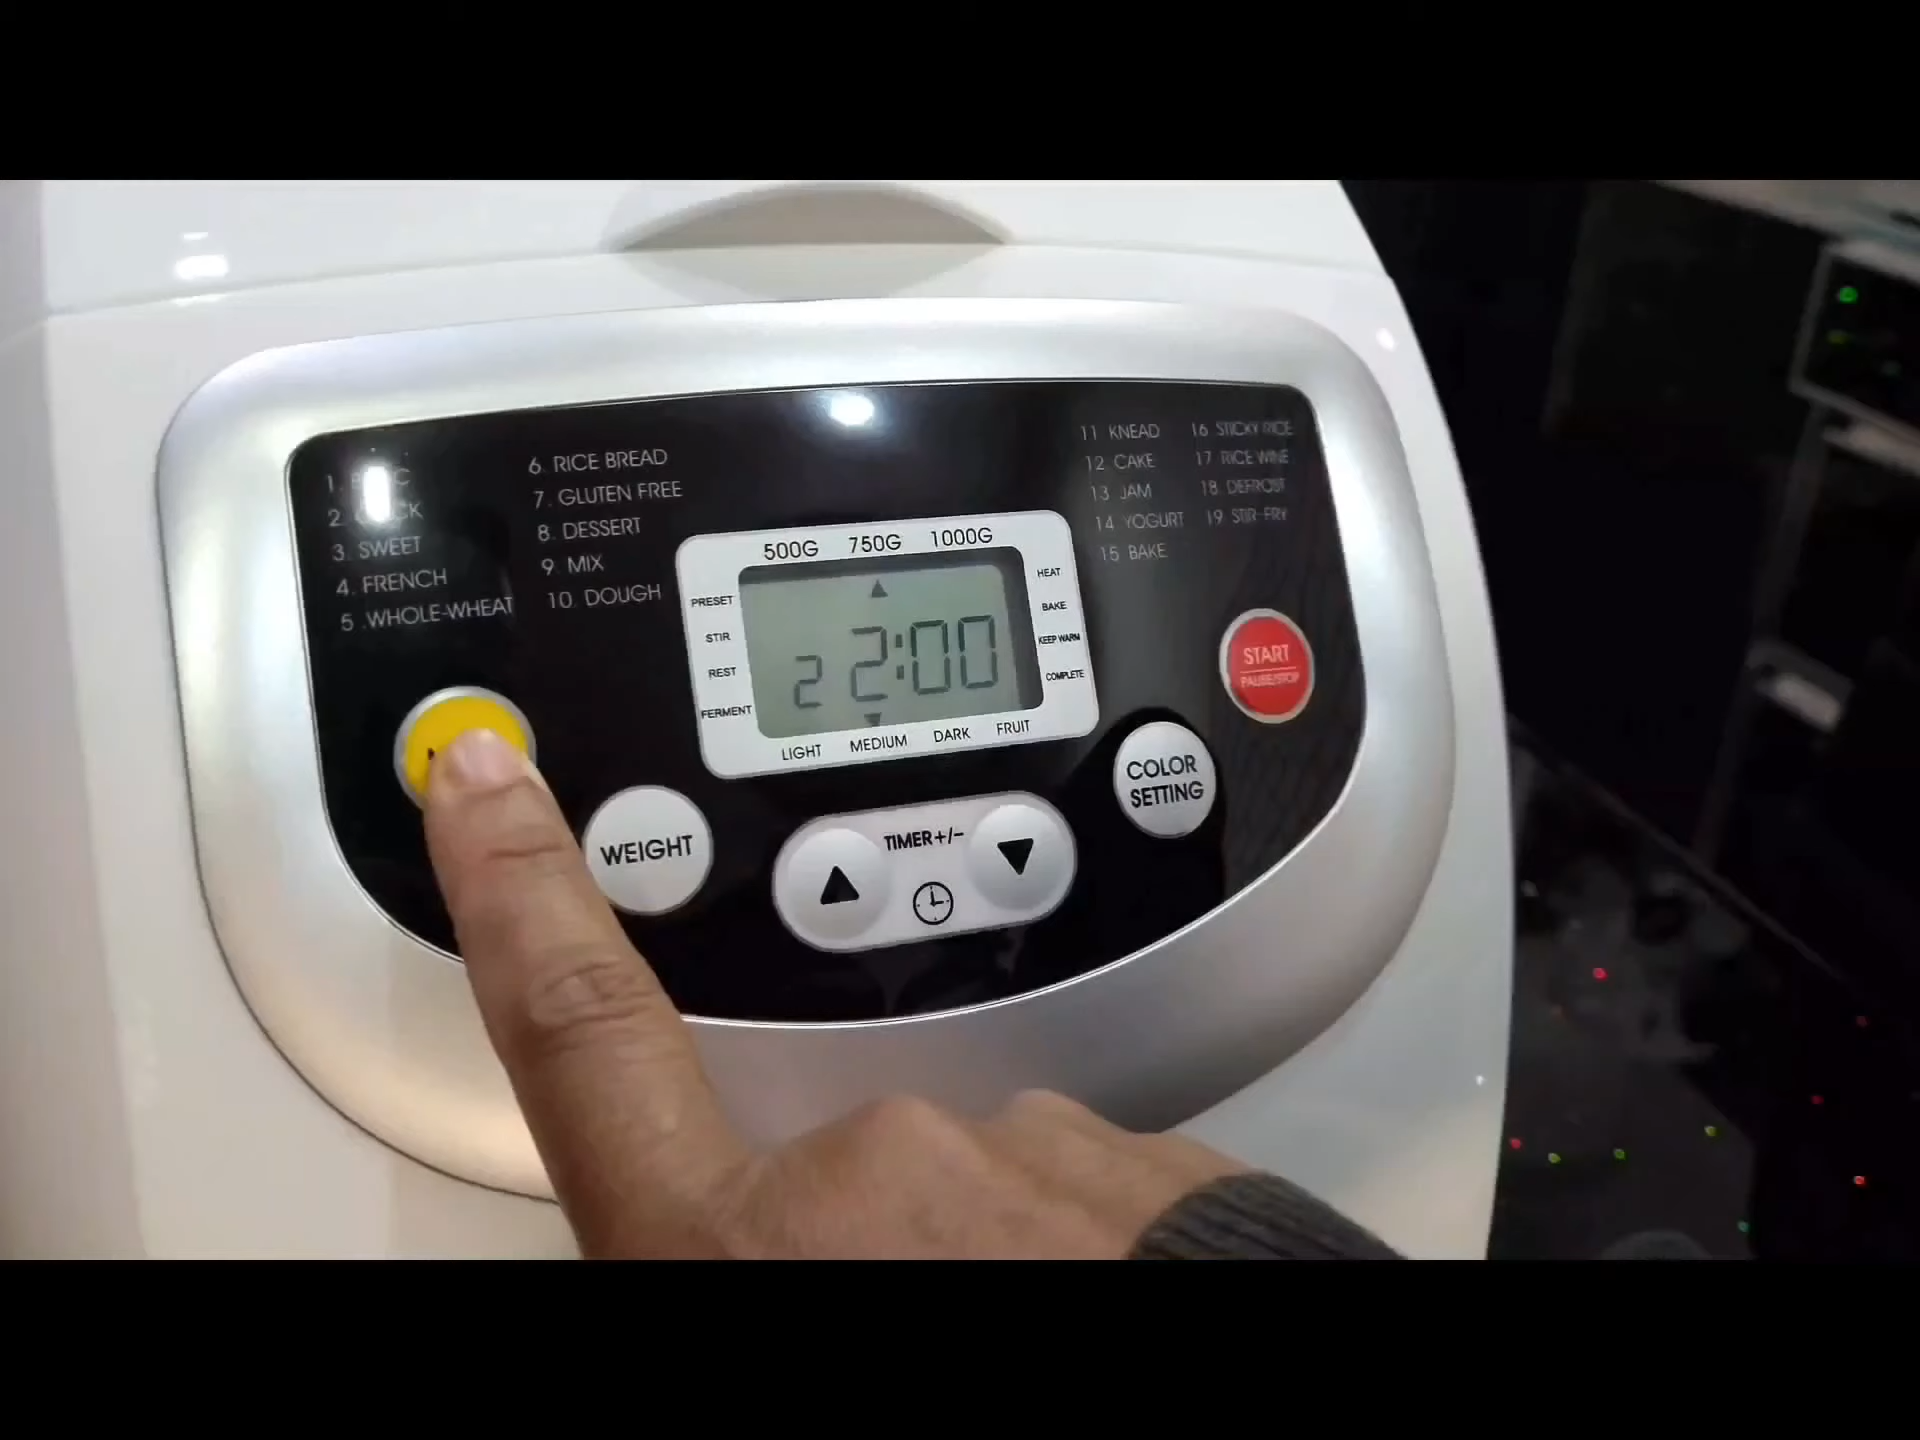 1.
2.
3. SWEET
4. FRENCH
5 .WHOLE-WHEAT
6. RICE BREAD
7. GLUTEN FREE
8. DESSERT
9. MIX
10. DOUGH
11 KNEAD
12 CAKE
13 JAM
14 YOGURT
15 BAKE
16 STICKY RICE
17 RICE WINE
18 DEFROST
19 STIR-FRY
500G 750G 1000G
PRESET
STIR
REST
FERMENT
2 2:00
HEAT
BAKE
KEEP WARM
COMPLETE
LIGHT MEDIUM DARK FRUIT
START
PAUSE/STOP
WEIGHT
TIMER+/-
COLOR
SETTING